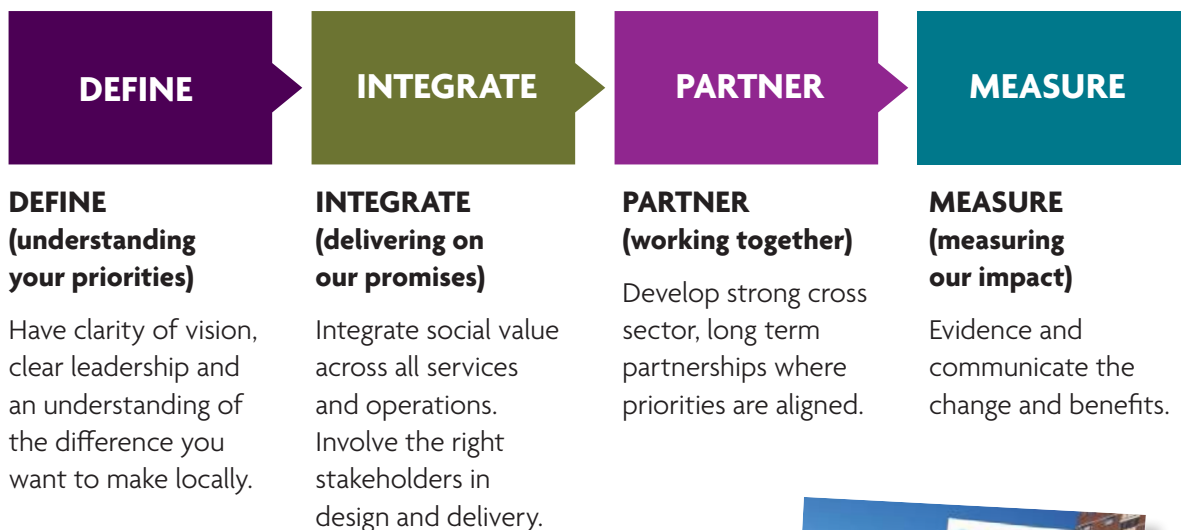 DEFINE
INTEGRATE
PARTNER
MEASURE
DEFINE
(understanding
your priorities)
Have clarity of vision,
clear leadership and
an understanding of
the difference you
want to make locally.
INTEGRATE
(delivering on
our promises)
Integrate social value
across all services
and operations.
Involve the right
stakeholders in
design and delivery.
PARTNER
(working together)
Develop strong cross
sector, long term
partnerships where
priorities are aligned.
MEASURE
(measuring
our impact)
Evidence and
communicate the
change and benefits.